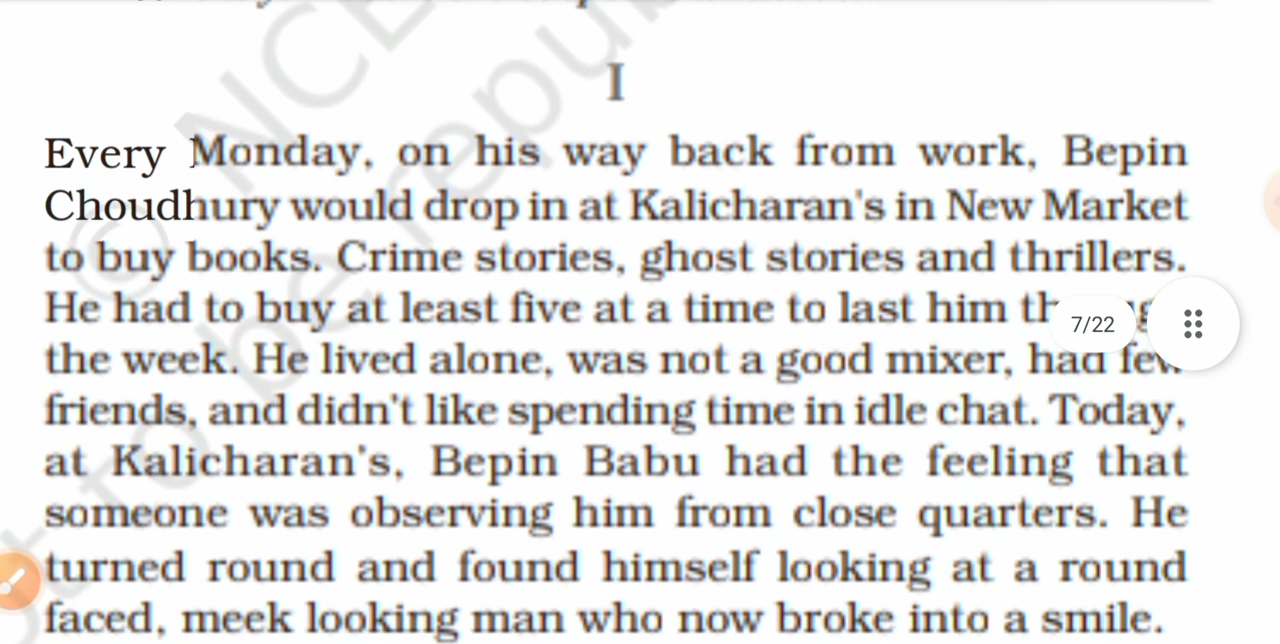 I
Every Monday, on his way back from work, Bepin
Choudhury would drop in at Kalicharan's in New Market
to buy books. Crime stories, ghost stories and thrillers.
He had to buy at least five at a time to last him
7/22
the week. He lived alone, was not a good mixer, had few
friends, and didn't like spending time in idle chat. Today,
at Kalicharan's, Bepin Babu had the feeling that
someone was observing him from close quarters. He
turned round and found himself looking at a round
faced, meek looking man who now broke into a smile.